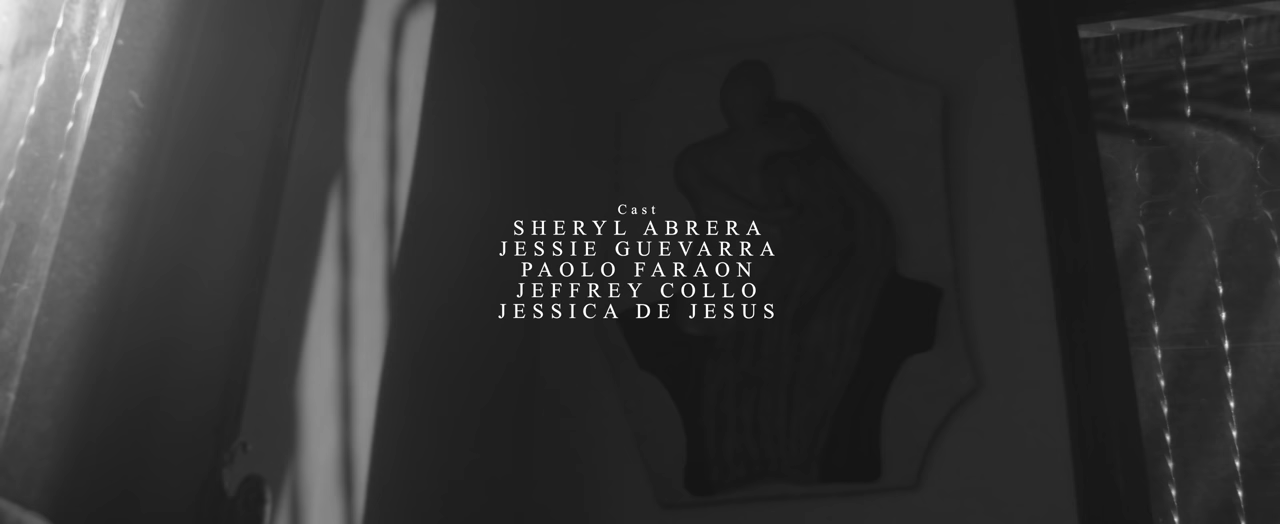 Cast
SHERYL ABRERA
JESSIE GUEVARRA
PAOLO FARAON
JEFFREY COLLO
JESSICA DE JESUS